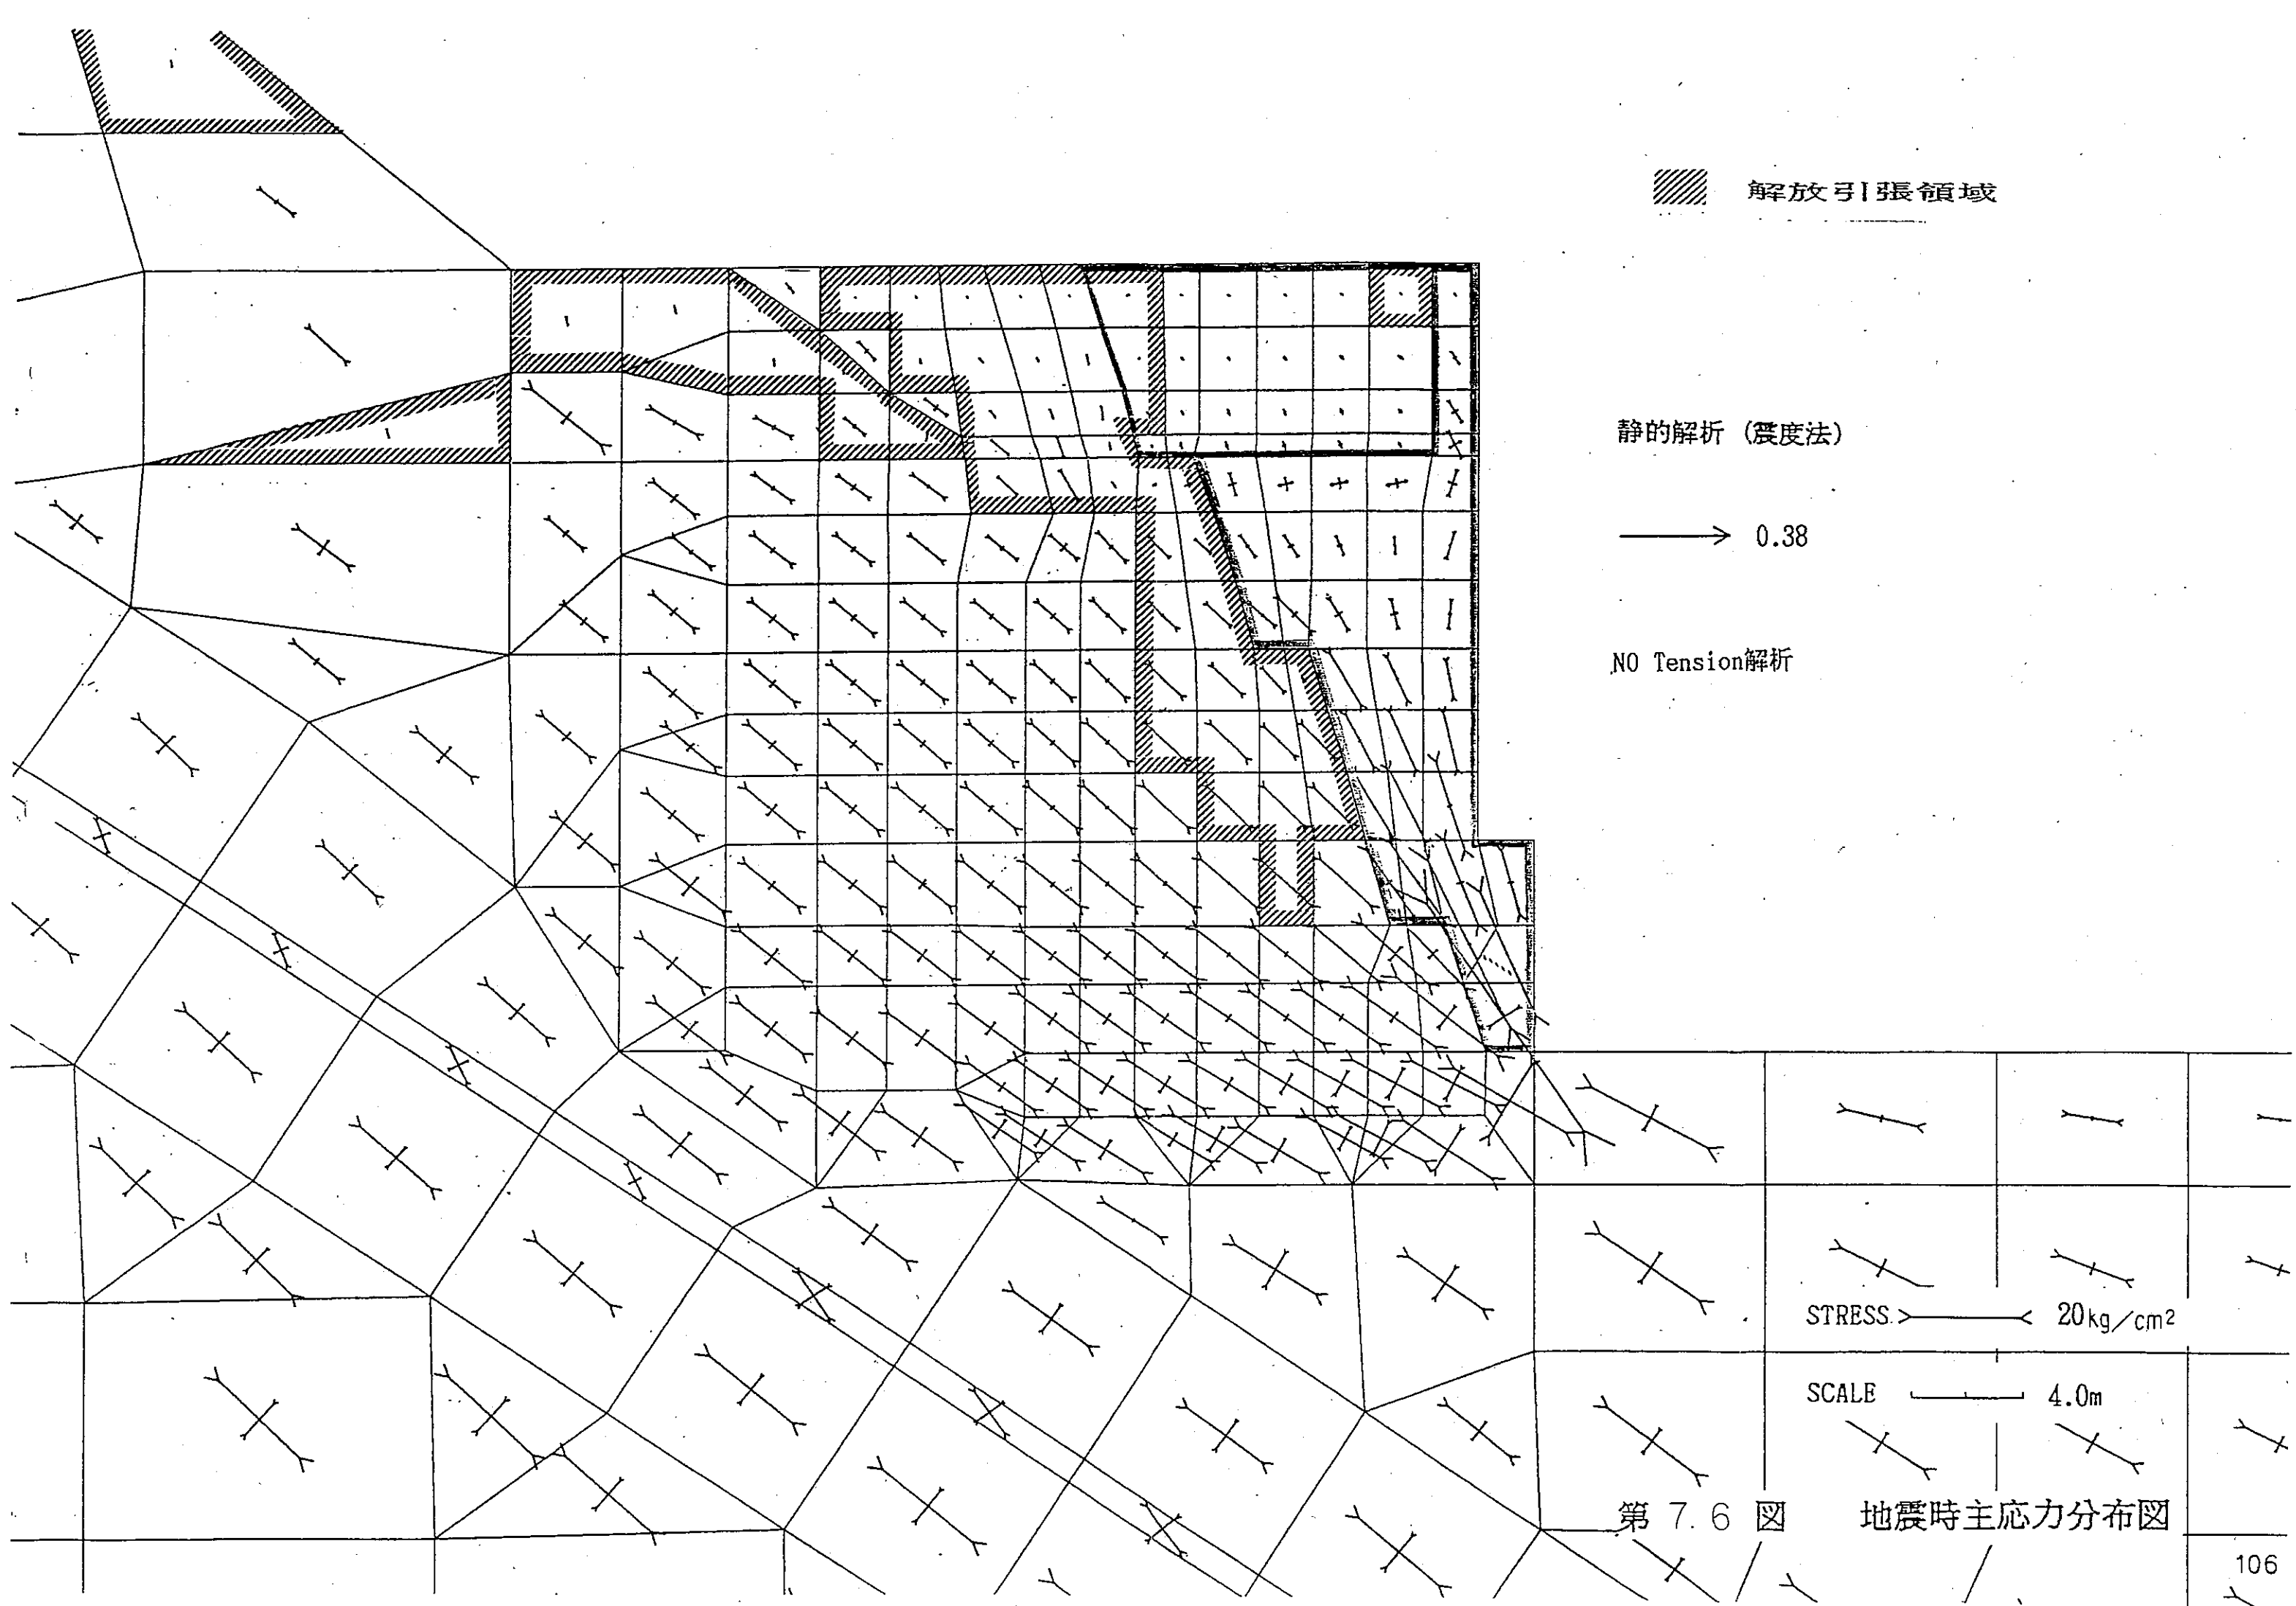 解放引張領域
静的解析 (震度法)
0.38
NO Tension解析
STRESS 20kg/cm²
SCALE 4.0m
第 7.6 図 地震時主応力分布図
106